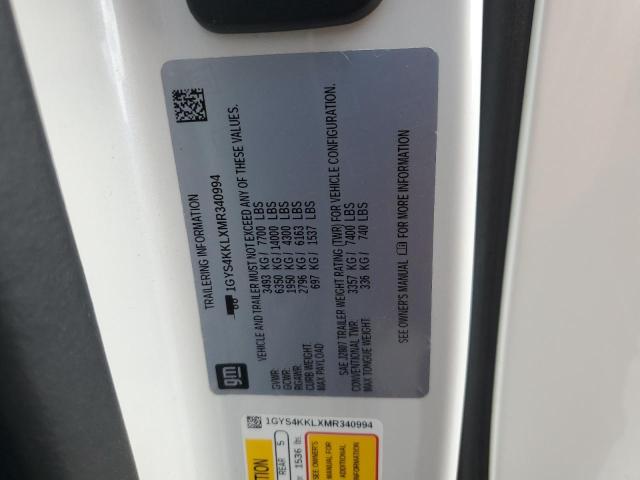 TRAILERING INFORMATION
1GYS4KKLXMR340994
VEHICLE AND TRAILER MUST NOT EXCEED ANY OF THESE VALUES.
GVWR: 3493 KG / 7700 LBS
GCWR: 6350 KG / 14000 LBS
RGAWR: 1950 KG / 4300 LBS
CURB WEIGHT: 2796 KG / 6163 LBS
MAX PAYLOAD 697 KG / 1537 LBS
SAE J2807 TRAILER WEIGHT RATING (TWR) FOR VEHICLE CONFIGURATION.
CONVENTIONAL TWR: 3357 KG / 7400 LBS
MAX TONGUE WEIGHT: 336 KG / 740 LBS
SEE OWNER'S MANUAL FOR MORE INFORMATION
gm
1GYS4KKLXMR340994
REAR 5
1536 lbs
SEE OWNER'S
MANUAL FOR
ADDITIONAL